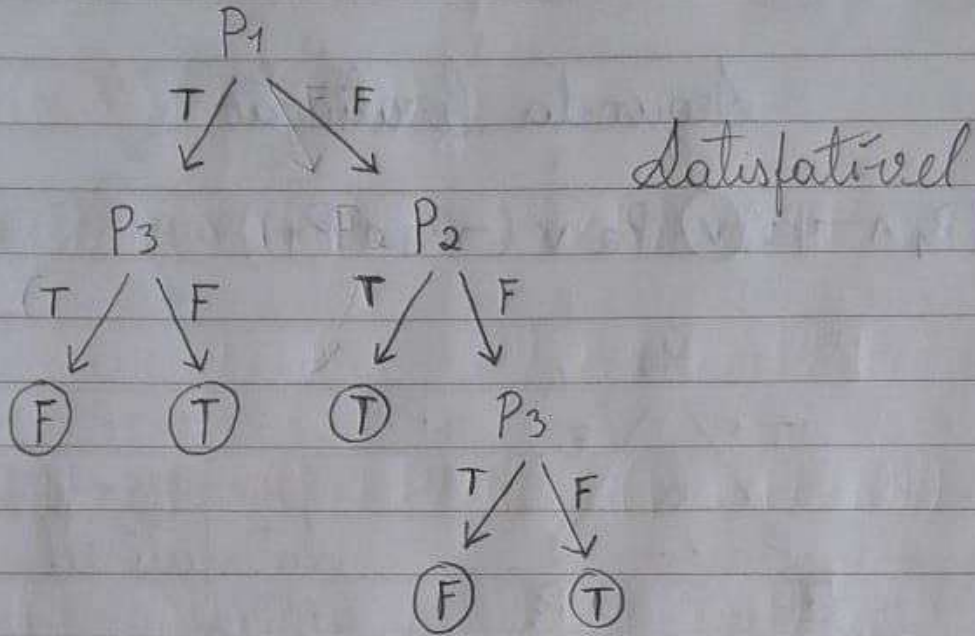 P1
T F
Satisfatível
P3 P2
T F T F
F T T P3
T F
F T